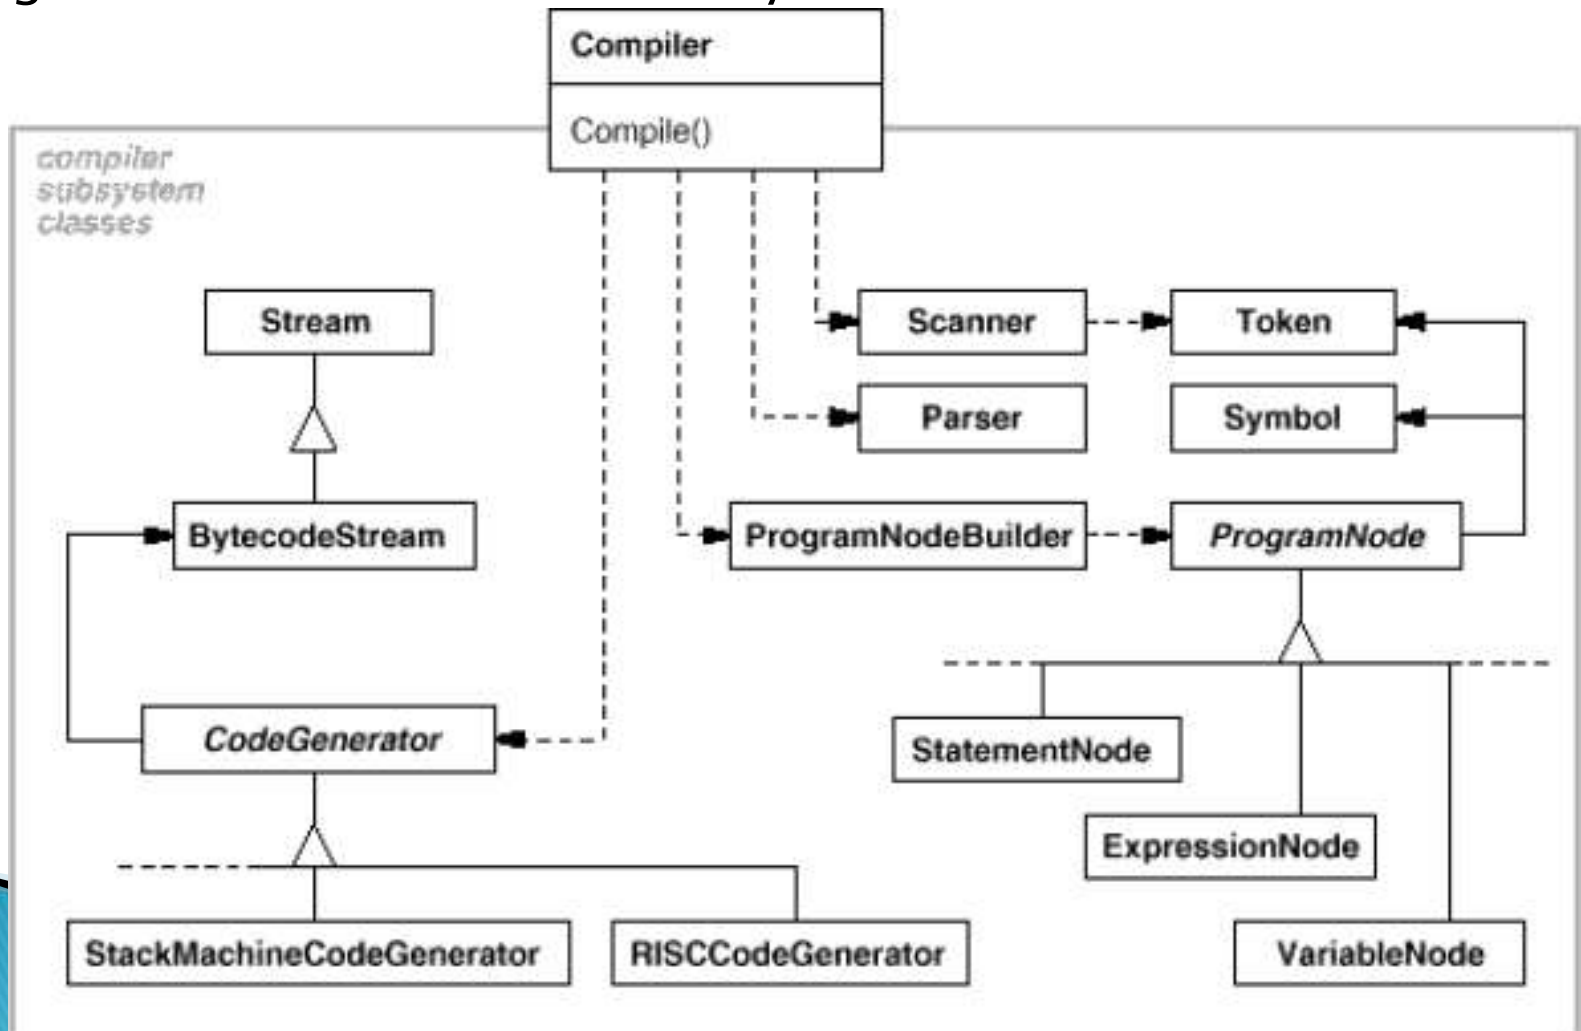 Compiler
Compile()
compiler
subsystem
classes
Stream
Scanner
Token
Parser
Symbol
BytecodeStream
ProgramNodeBuilder
ProgramNode
CodeGenerator
StatementNode
ExpressionNode
StackMachineCodeGenerator
RISCCodeGenerator
VariableNode